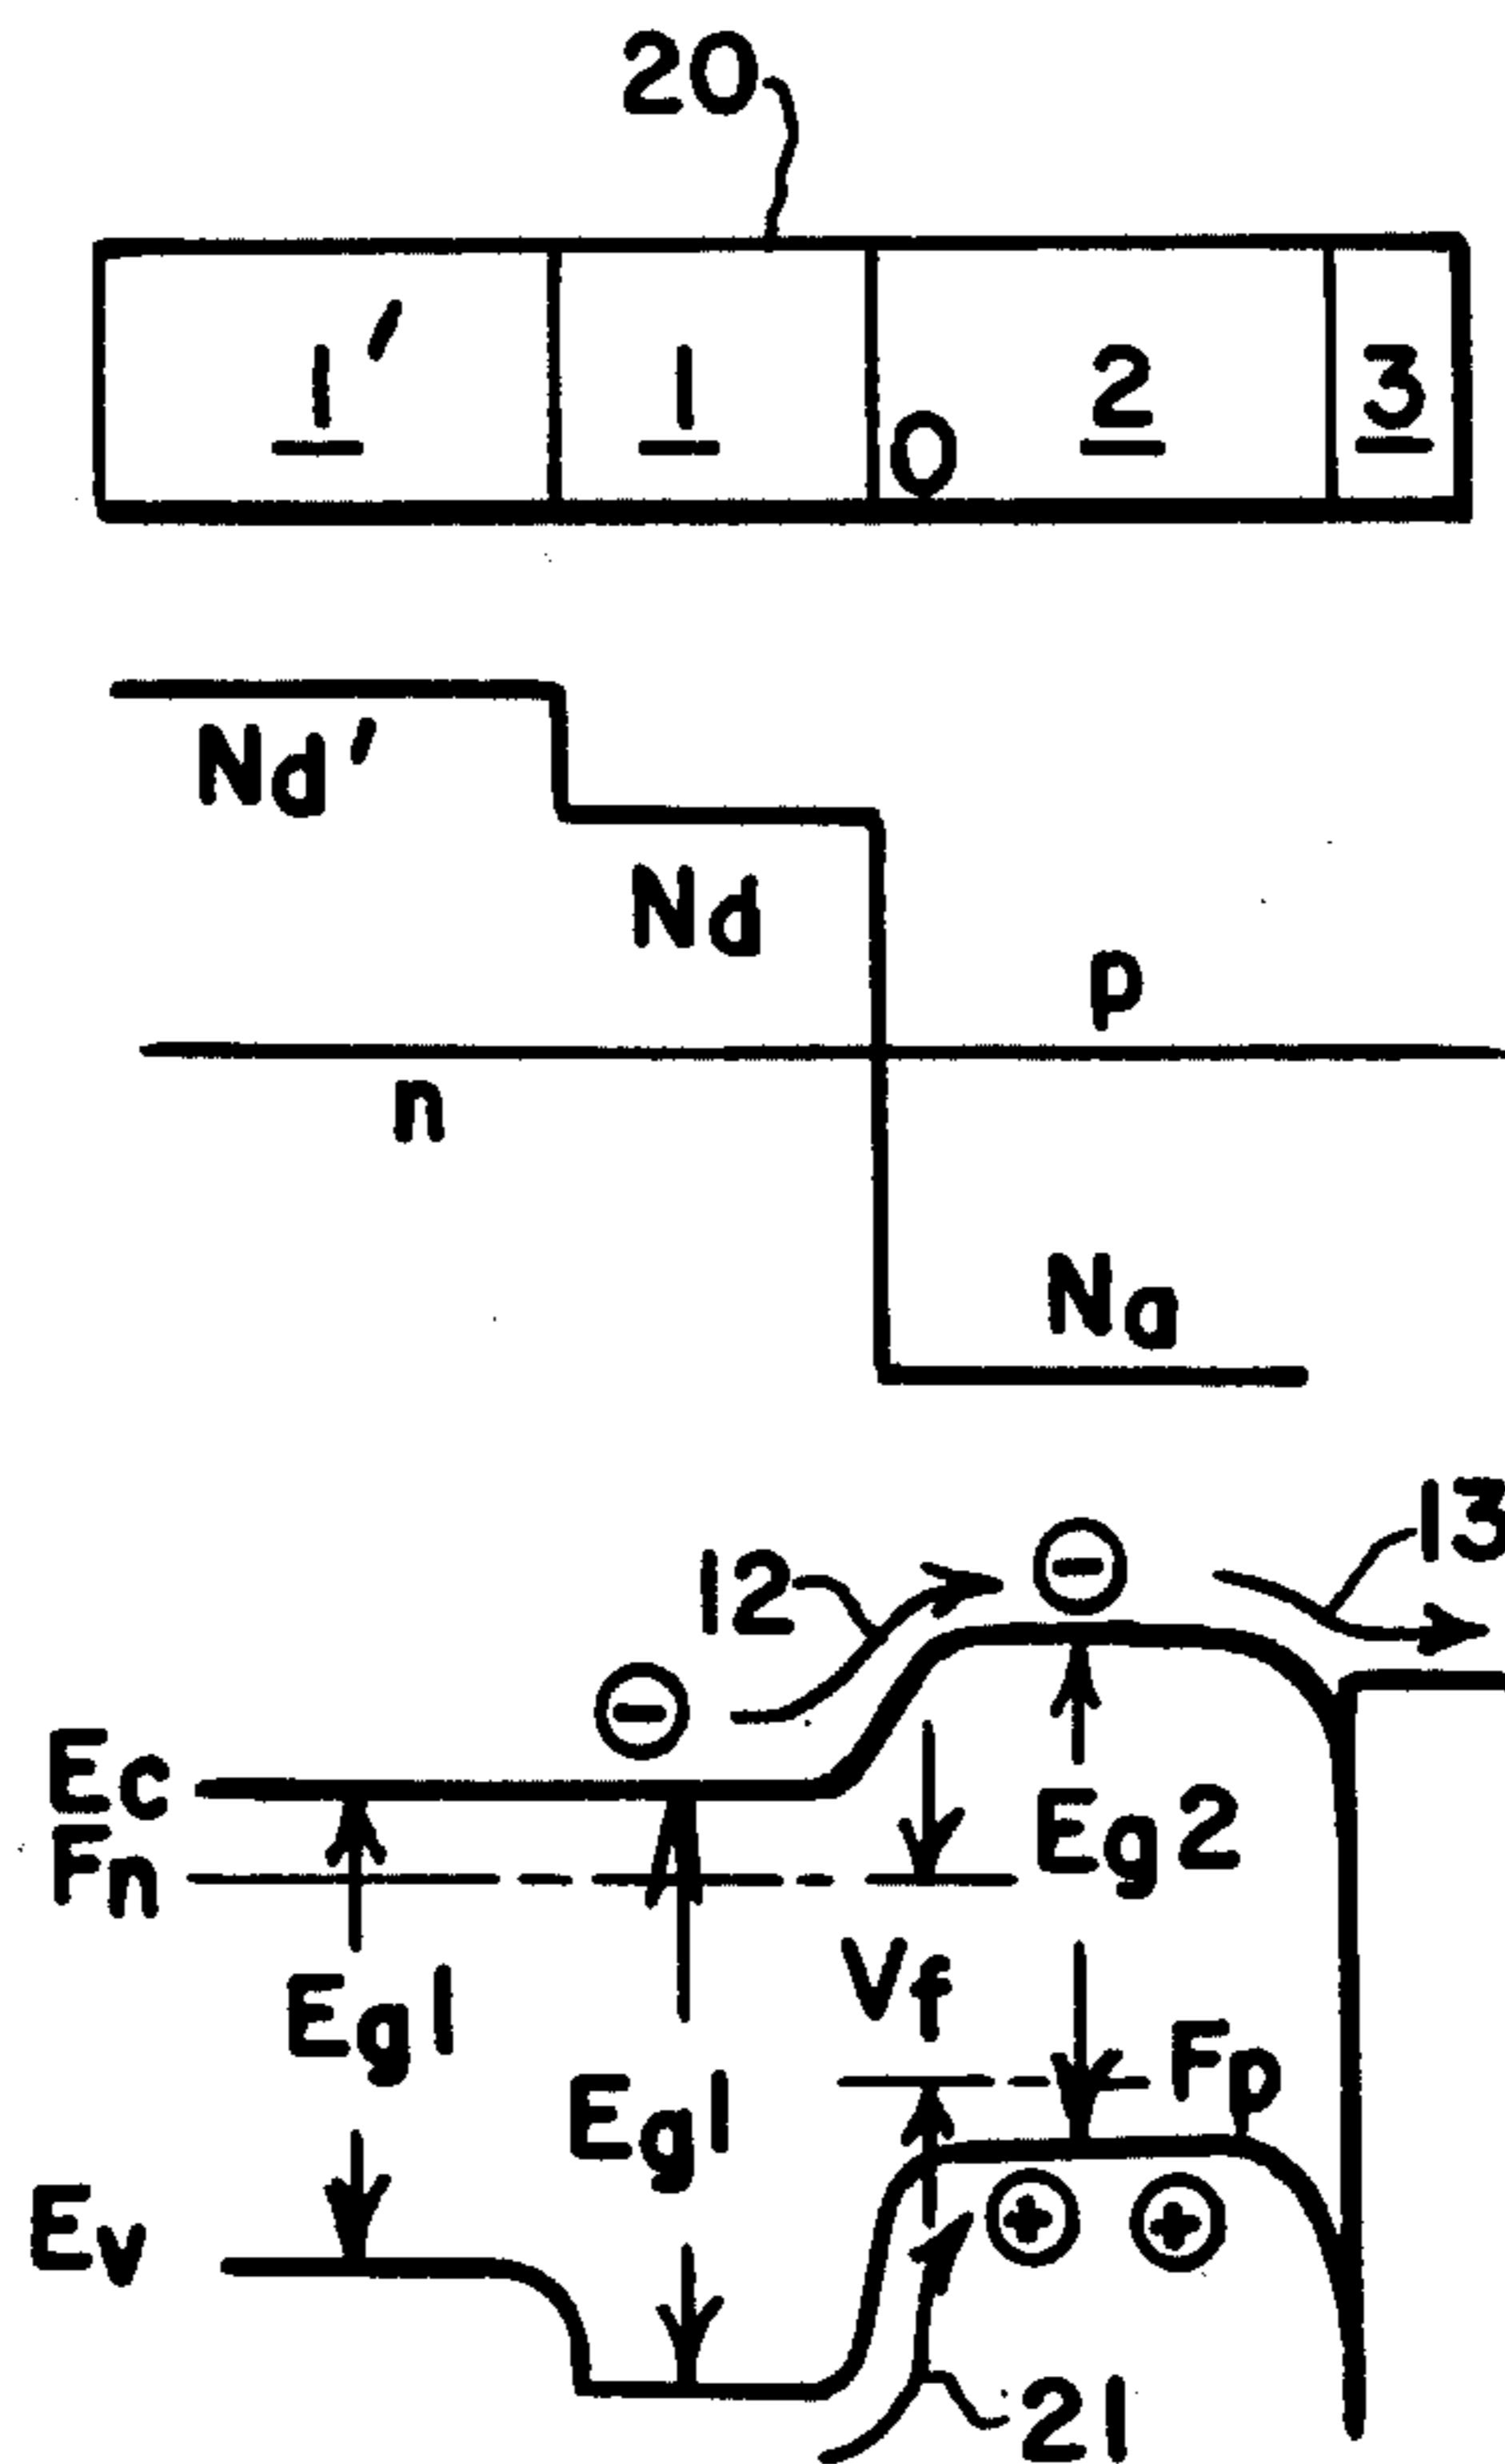 20
1' 1 2 3
0
Nd'
Nd
p
n
Na
12 13
⊖
⊖
Ec
Fn
Eg2
Eg1
Vf
Fp
Eg1
Ev
⊕ ⊕
21